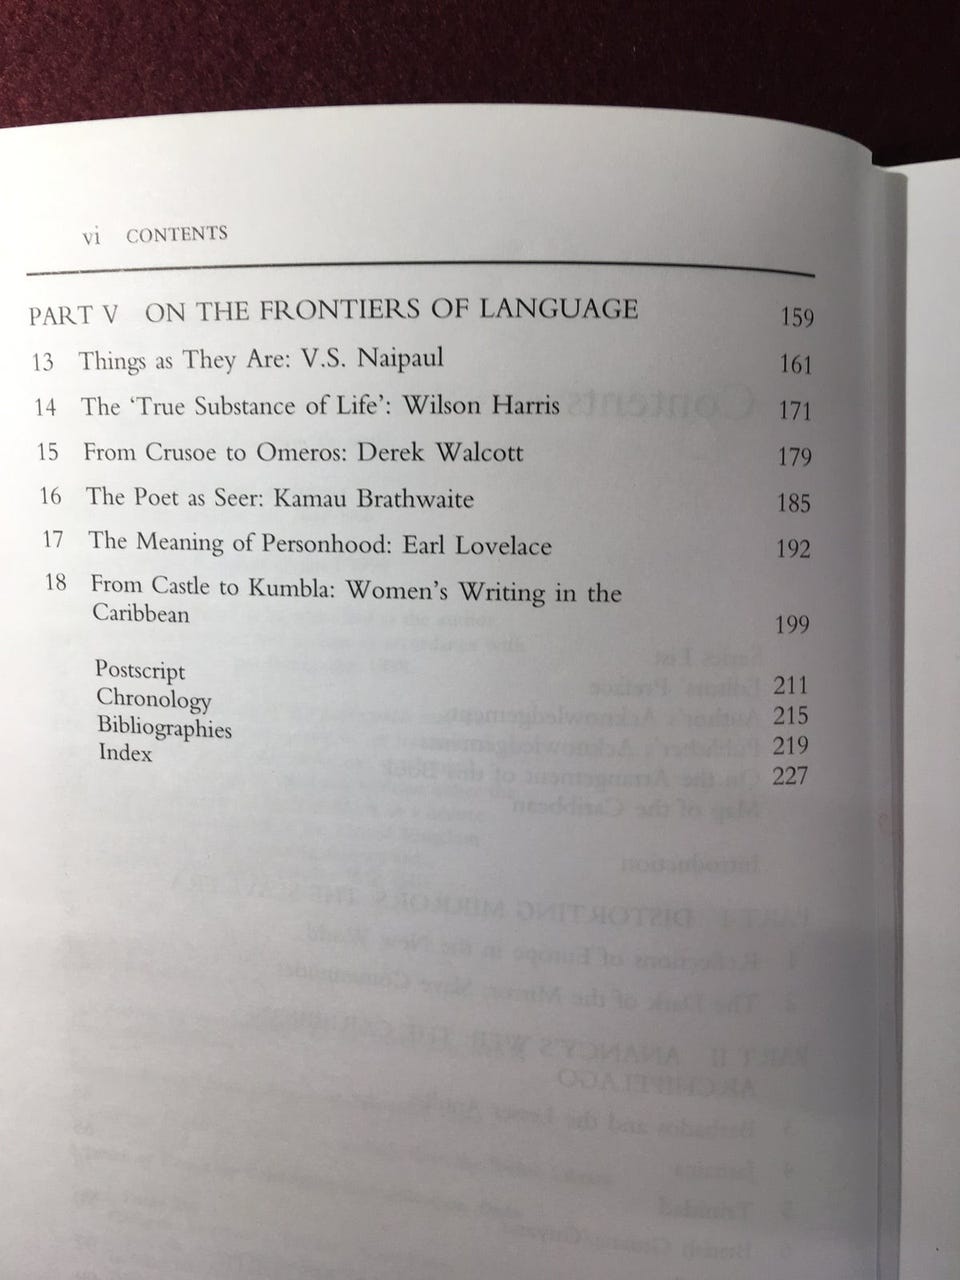 vi CONTENTS
PART V ON THE FRONTIERS OF LANGUAGE 159
13 Things as They Are: V.S. Naipaul 161
14 The ‘True Substance of Life’: Wilson Harris 171
15 From Crusoe to Omeros: Derek Walcott 179
16 The Poet as Seer: Kamau Brathwaite 185
17 The Meaning of Personhood: Earl Lovelace 192
18 From Castle to Kumbla: Women’s Writing in the
Caribbean 199
Postscript 211
Chronology 215
Bibliographies 219
Index 227